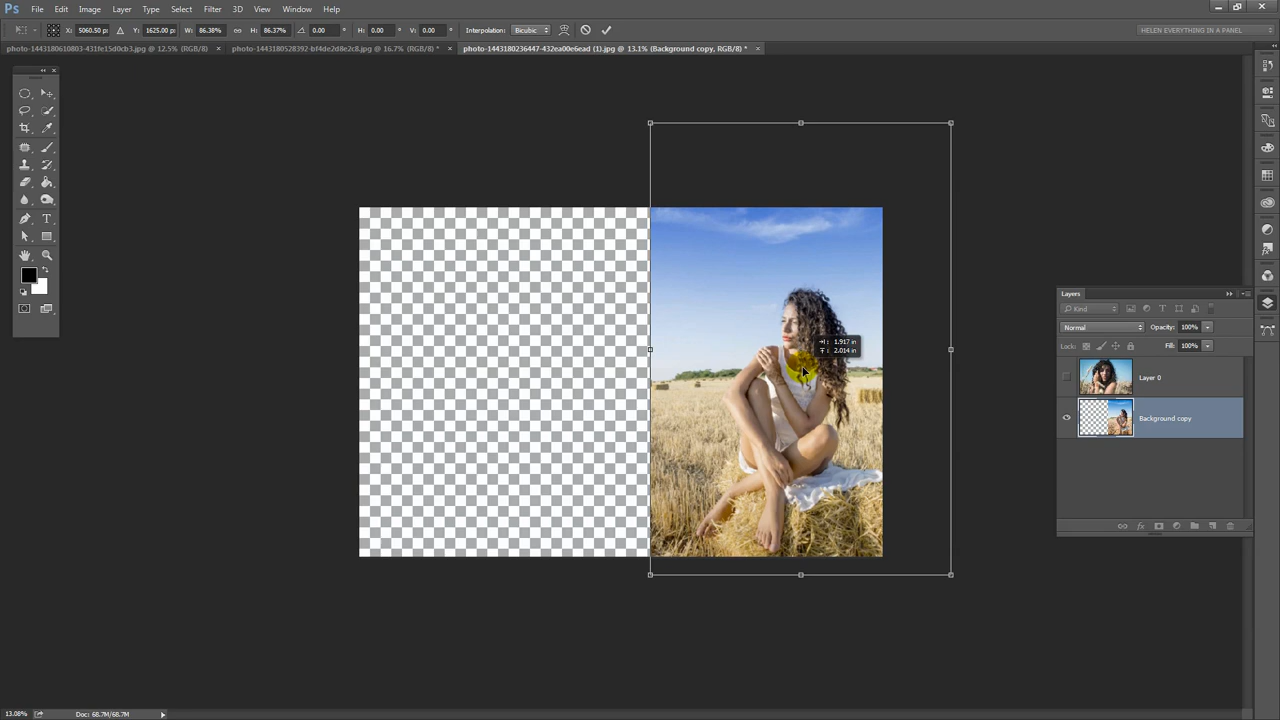 Ps File Edit Image Layer Type Select Filter 3D View Window Help
X: 5060.50 px Y: 1625.00 px W: 86.38% H: 86.37% 0.00 ° H: 0.00 ° V: 0.00 ° Interpolation: Bicubic HELEN EVERYTHING IN A PANEL
photo-1443180610803-431fe15d0cb3.jpg @ 12.5% (RGB/8) × photo-1443180528392-bf4de2d8e2c8.jpg @ 16.7% (RGB/8) * × photo-1443180236447-432ea00e6ead (1).jpg @ 13.1% (Background copy, RGB/8) * ×
Layers
Kind
Normal Opacity: 100%
Lock: Fill: 100%
Layer 0
Background copy
1.917 in
2.014 in
13.08% Doc: 68.7M/68.7M